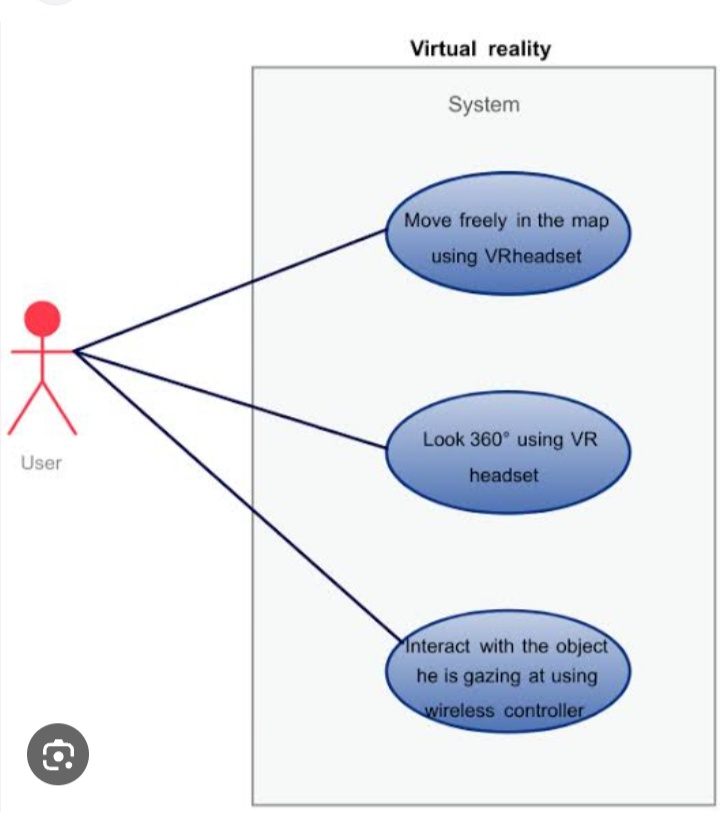 Virtual reality
System
Move freely in the map
using VRheadset
User
Look 360° using VR
headset
Interact with the object
he is gazing at using
wireless controller